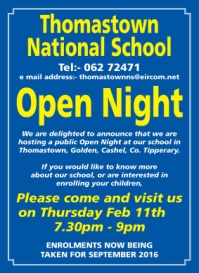 Thomastown
National School
Tel:- 062 72471
e mail address:- thomastownns@eircom.net
Open Night
We are delighted to announce that we are
hosting a public Open Night at our school in
Thomastown, Golden, Cashel, Co. Tipperary.
If you would like to know more
about our school, or are interested in
enrolling your children,
Please come and visit us
on Thursday Feb 11th
7.30pm - 9pm
ENROLMENTS NOW BEING
TAKEN FOR SEPTEMBER 2016